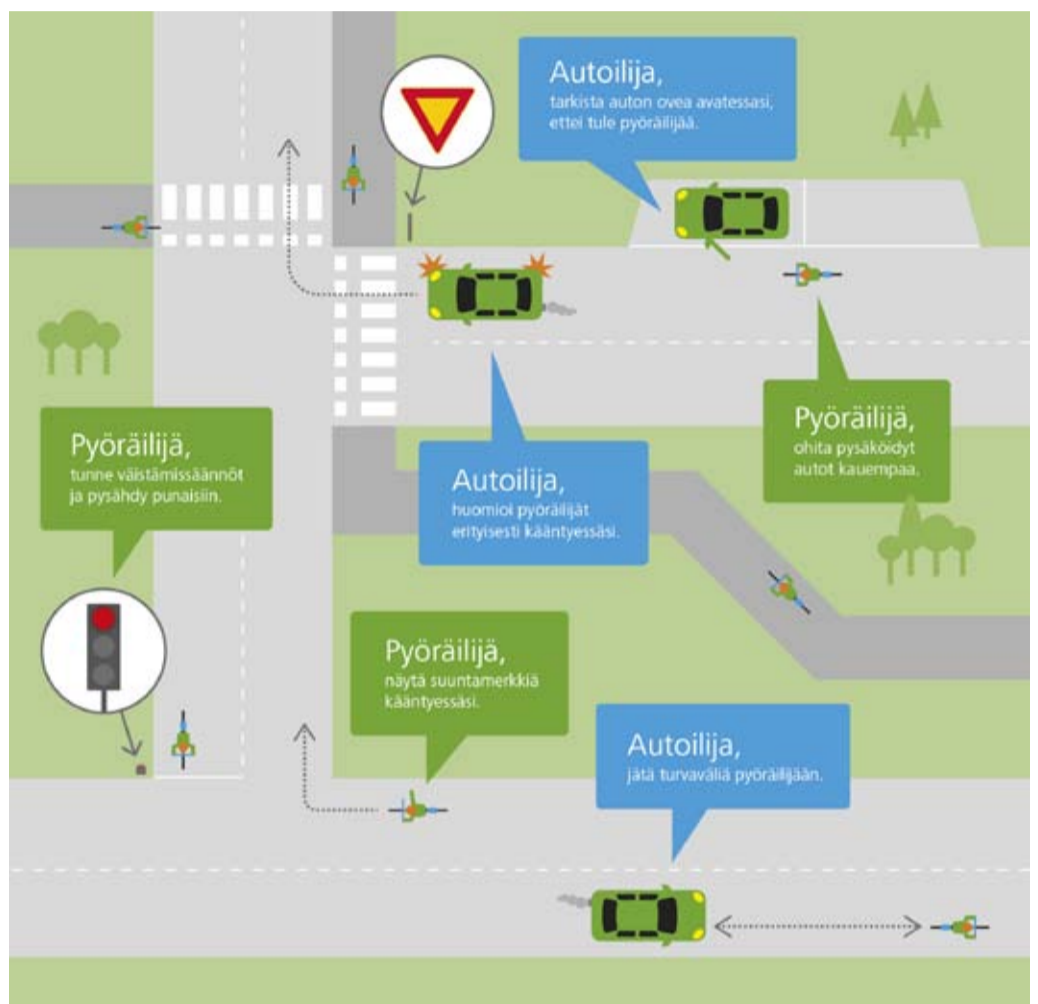 Autoilija,
tarkista auton ovea avatessasi,
ettei tule pyöräilijää.
Pyöräilijä,
ohita pysäköidyt
autot kauempaa.
Pyöräilijä,
tunne väistämissäännöt
ja pysähdy punaisiin.
Autoilija,
huomioi pyöräilijät
erityisesti kääntyessäsi.
Pyöräilijä,
näytä suuntamerkkiä
kääntyessäsi.
Autoilija,
jätä turvaväliä pyöräilijään.